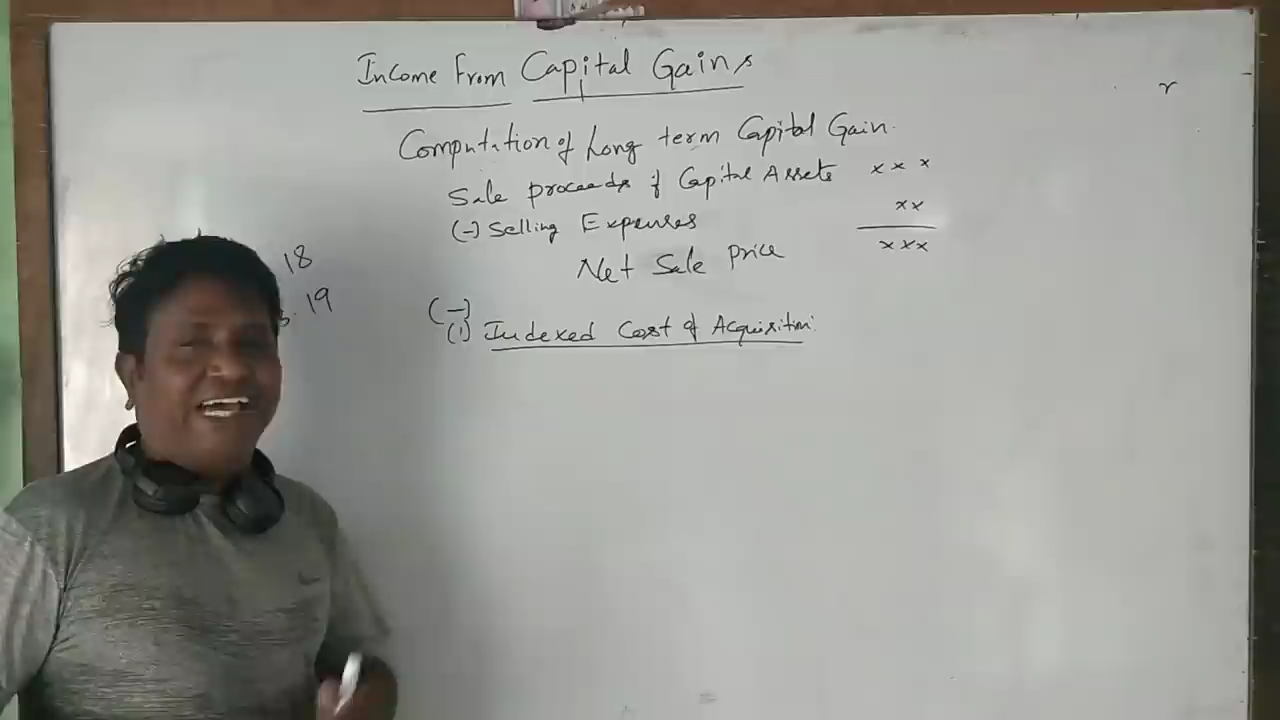 Income From Capital Gains
Computation of Long term Capital Gain.
Sale proceeds of Capital Assets x x x
(-) Selling Expenses xx
Net Sale price xxx
(-)
(1) Indexed Cost of Acquisition:
18
19
r